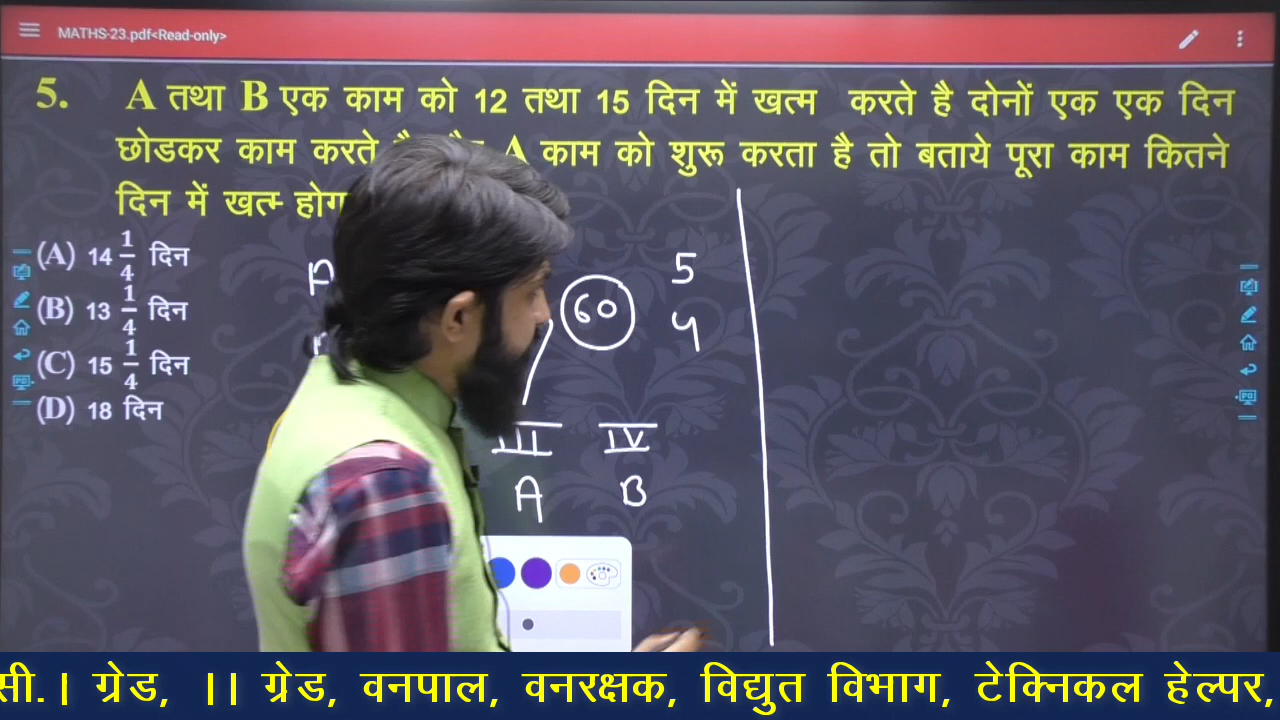 MATHS-23.pdf<Read-only>
5. A तथा B एक काम को 12 तथा 15 दिन में खत्म करते है दोनों एक एक दिन
छोडकर काम करते A काम को शुरू करता है तो बताये पूरा काम कितने
दिन में खत्म
(A) 14 1/4 दिन
(B) 13 1/4 दिन
(C) 15 1/4 दिन
(D) 18 दिन
A 60 5
4
III IV
A B
सी.। ग्रेड, ।। ग्रेड, वनपाल, वनरक्षक, विद्युत विभाग, टेक्निकल हेल्पर,